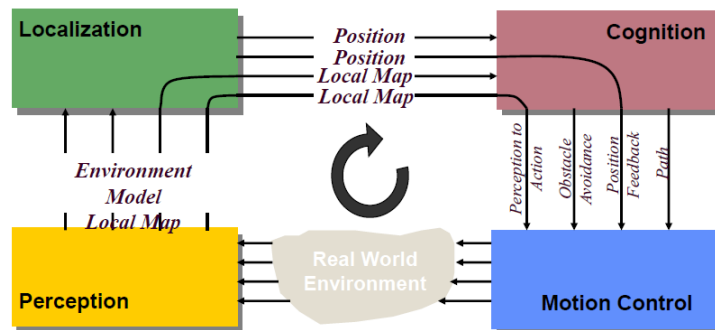 Localization
Position
Position
Local Map
Local Map
Cognition
Environment
Model
Local Map
Perception to
Action
Obstacle
Avoidance
Position
Feedback
Path
Perception
Real World
Environment
Motion Control